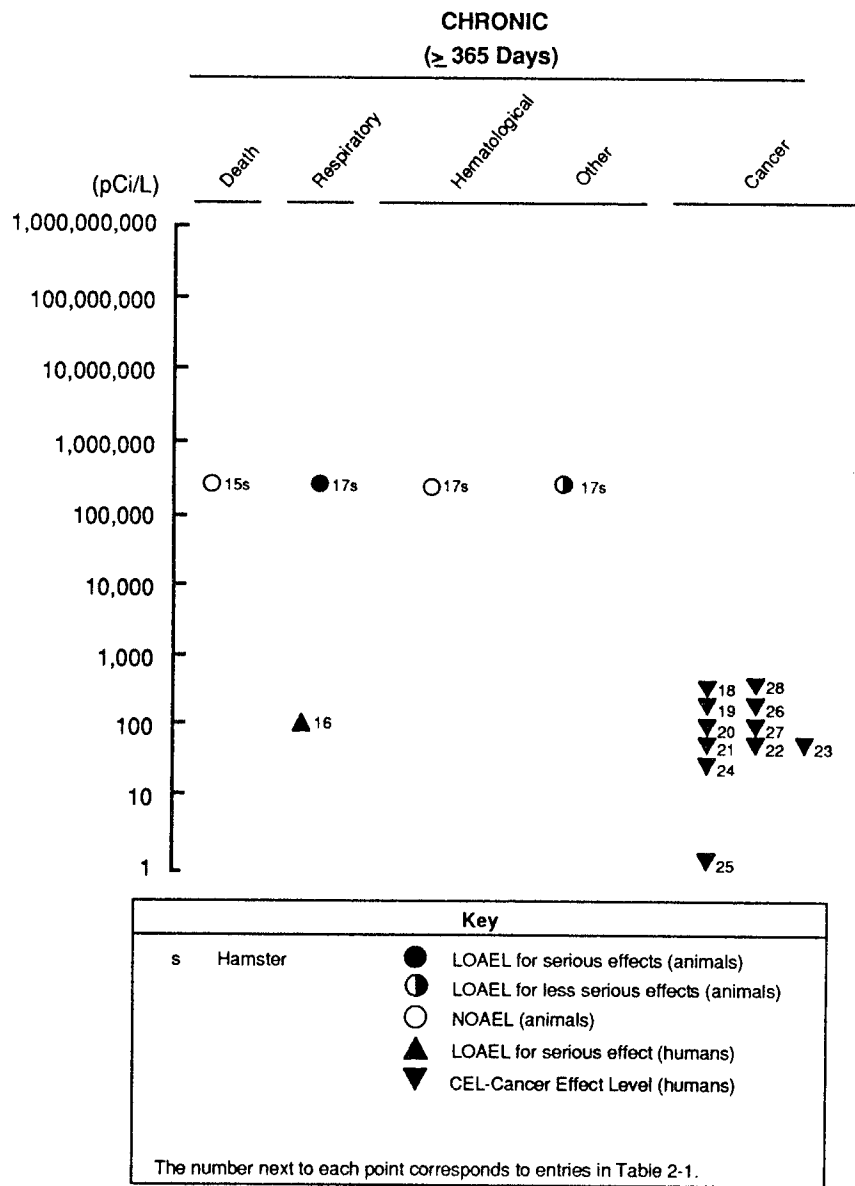 CHRONIC
(≥ 365 Days)
Death
Respiratory
Hematological
Other
Cancer
(pCi/L)
1,000,000,000
100,000,000
10,000,000
1,000,000
15s 17s 17s 17s
100,000
10,000
1,000
18 28
19 26
100
16
20 27
21 22 23
24
10
1
25
Key
s Hamster
LOAEL for serious effects (animals)
LOAEL for less serious effects (animals)
NOAEL (animals)
LOAEL for serious effect (humans)
CEL-Cancer Effect Level (humans)
The number next to each point corresponds to entries in Table 2-1.